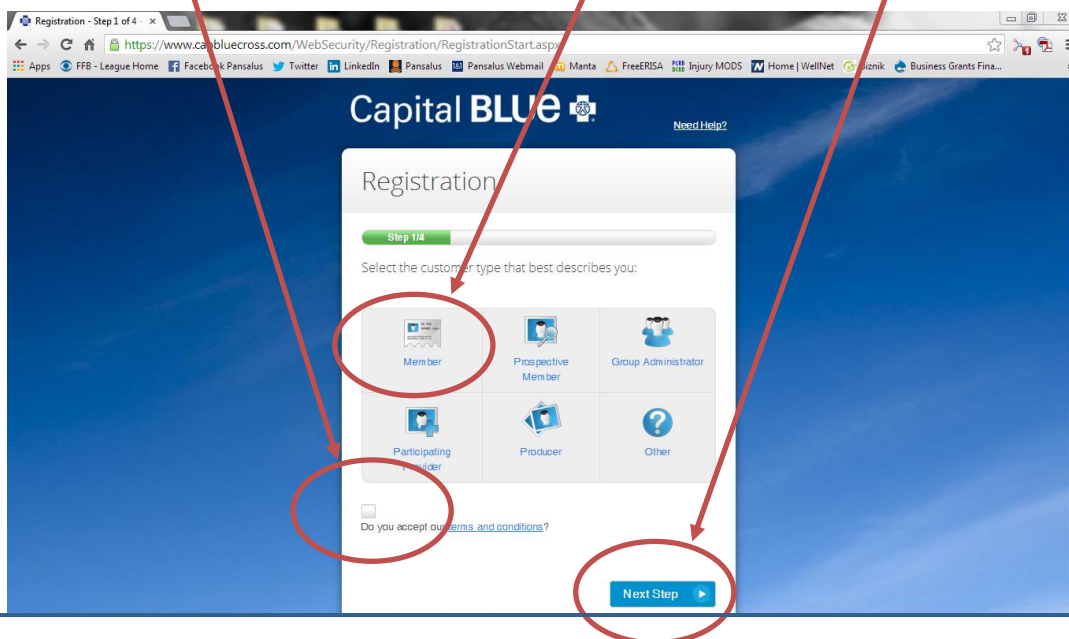 Registration - Step 1 of 4 -
https://www.capbluecross.com/WebSecurity/Registration/RegistrationStart.aspx
Apps FFB - League Home Facebook Pansalus Twitter LinkedIn Pansalus Pansalus Webmail Manta FreeERISA PCRB Injury MODS Home | WellNet Biznik Business Grants Fina...
Capital BLUE
Need Help?
Registration
Step 1/4
Select the customer type that best describes you:
Member
Prospective
Member
Group Administrator
Participating
Provider
Producer
Other
Do you accept our terms and conditions?
Next Step